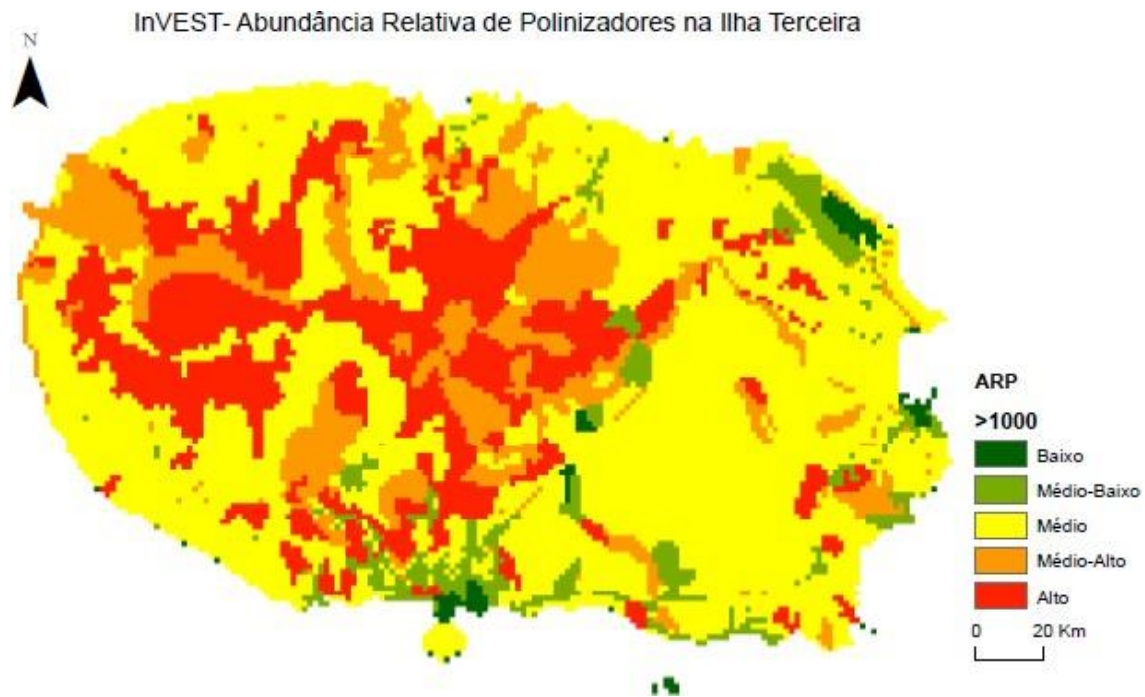 InVEST- Abundância Relativa de Polinizadores na Ilha Terceira
N
ARP
>1000
Baixo
Médio-Baixo
Médio
Médio-Alto
Alto
0 20 Km